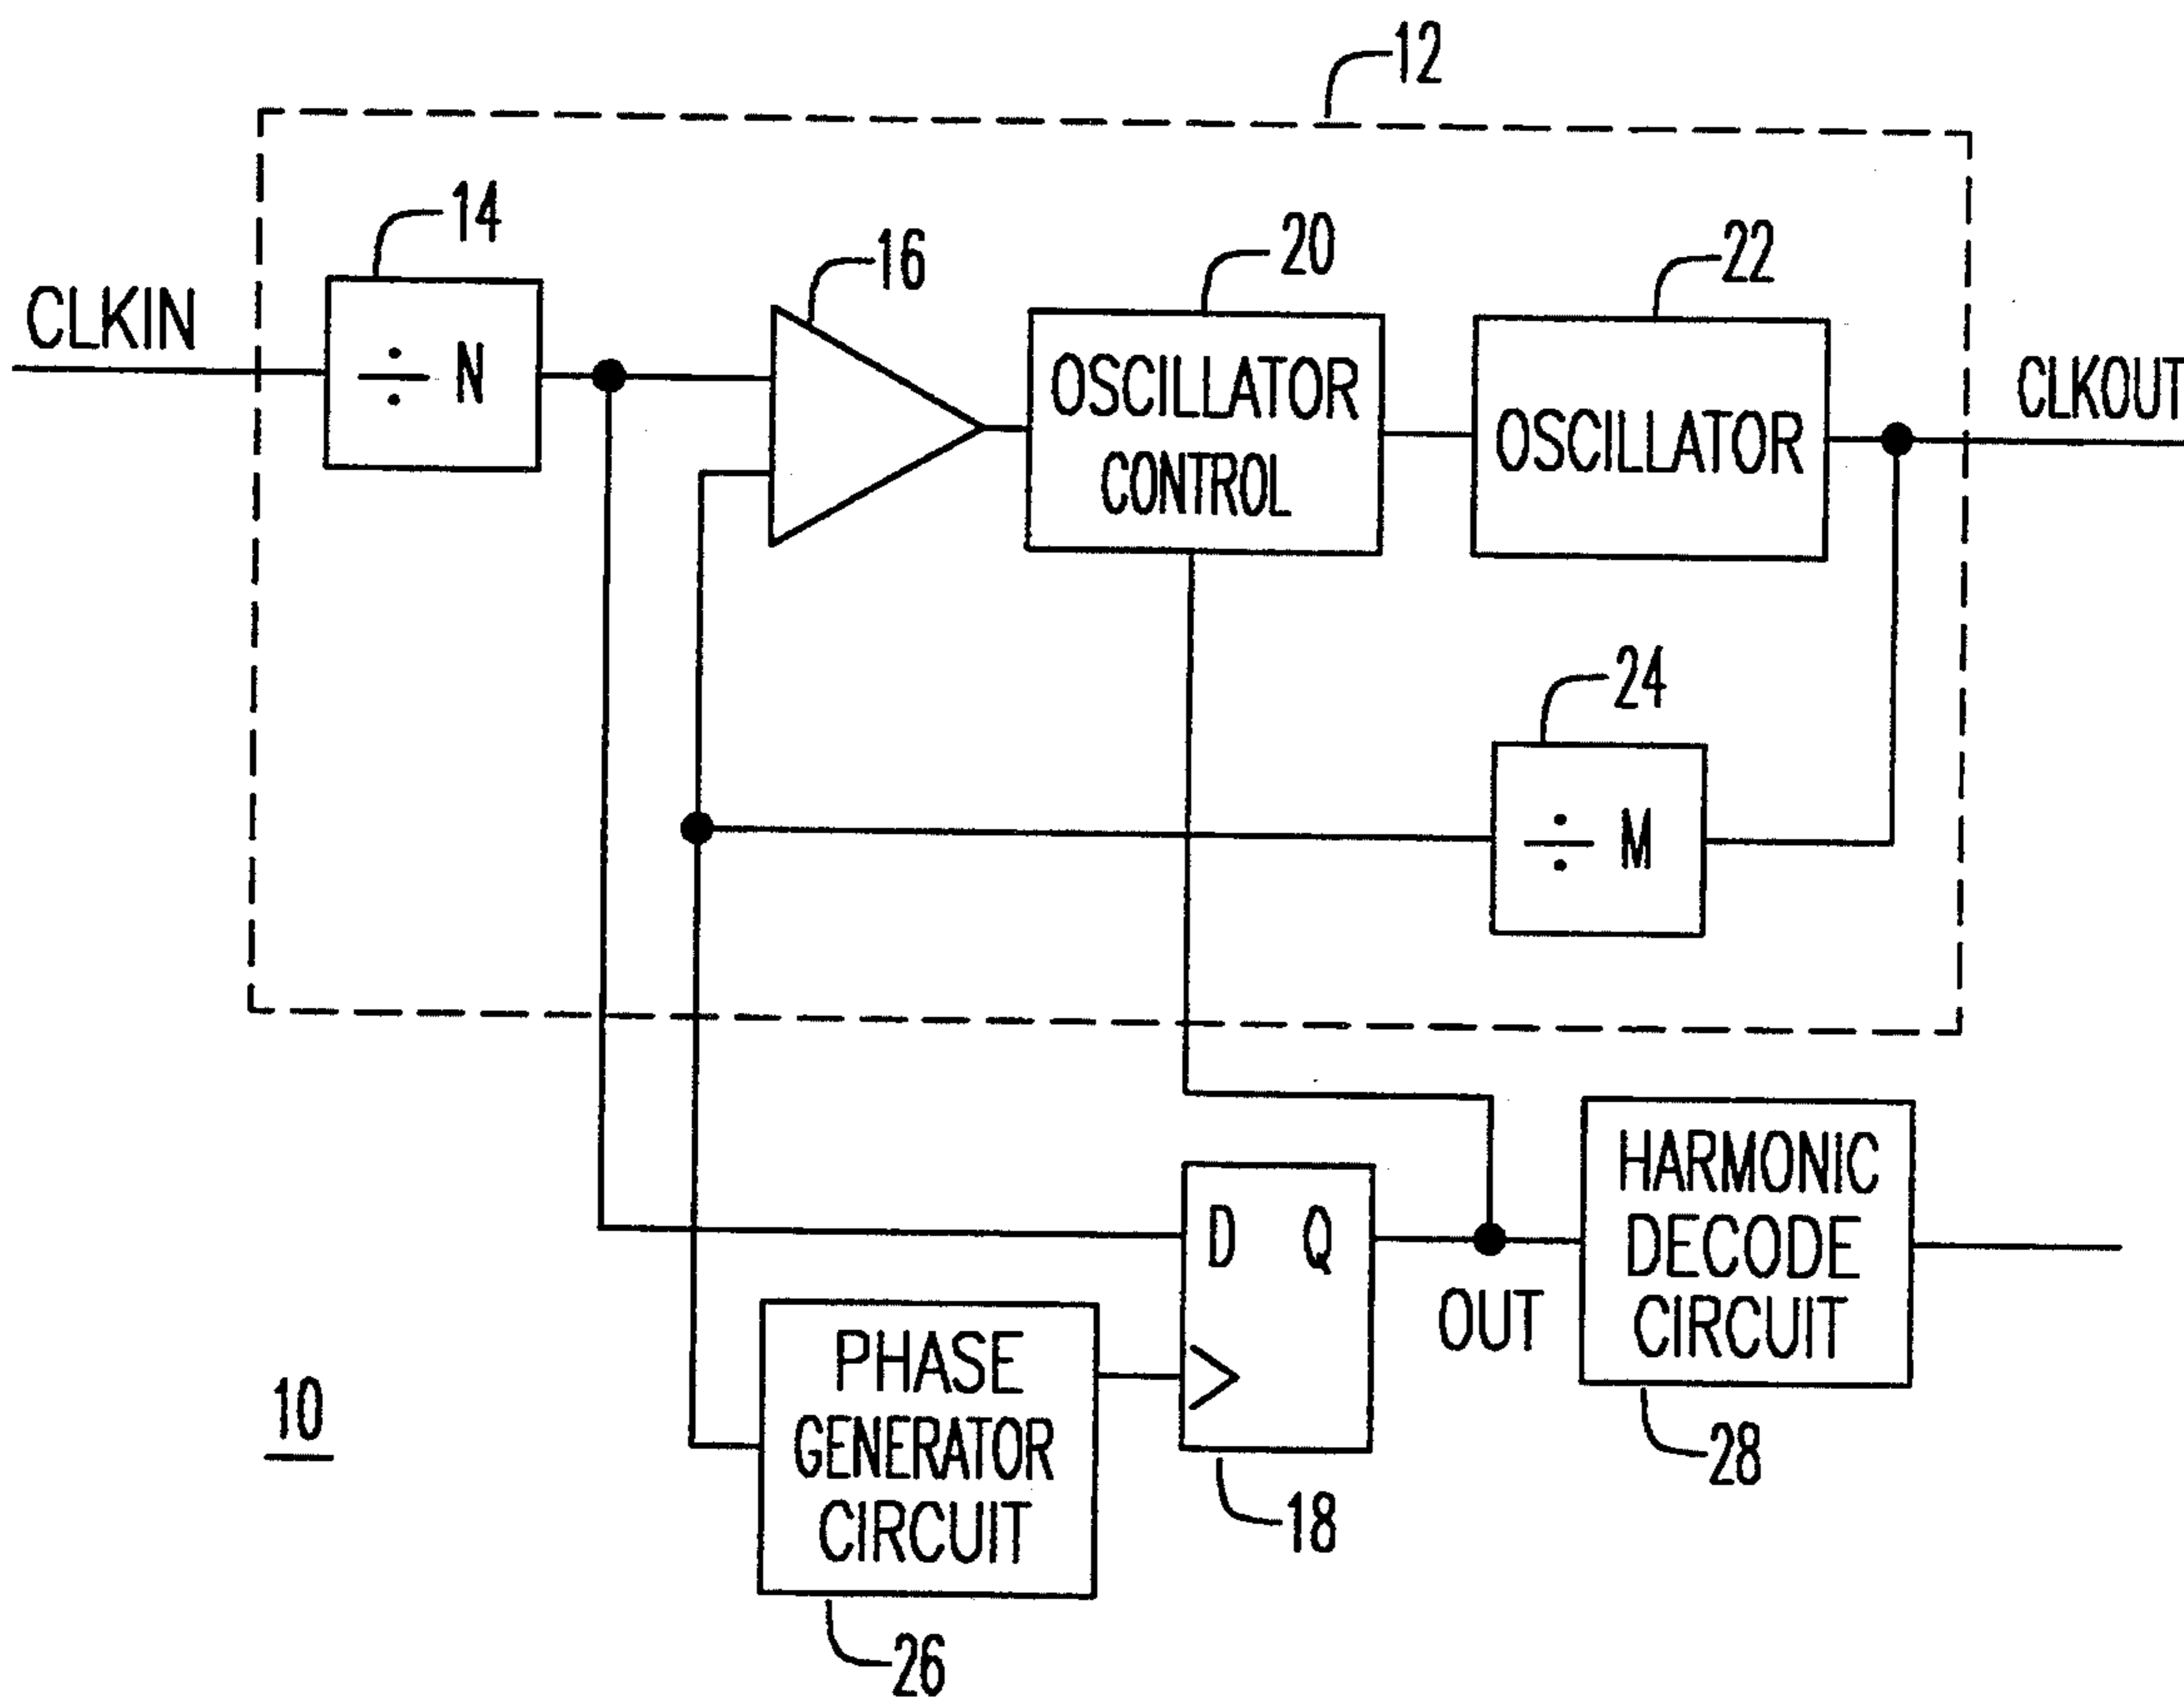 12
14
16
20
22
CLKIN
÷ N
OSCILLATOR
CONTROL
OSCILLATOR
CLKOUT
24
÷ M
D Q
OUT
HARMONIC
DECODE
CIRCUIT
PHASE
GENERATOR
CIRCUIT
10
18
28
26